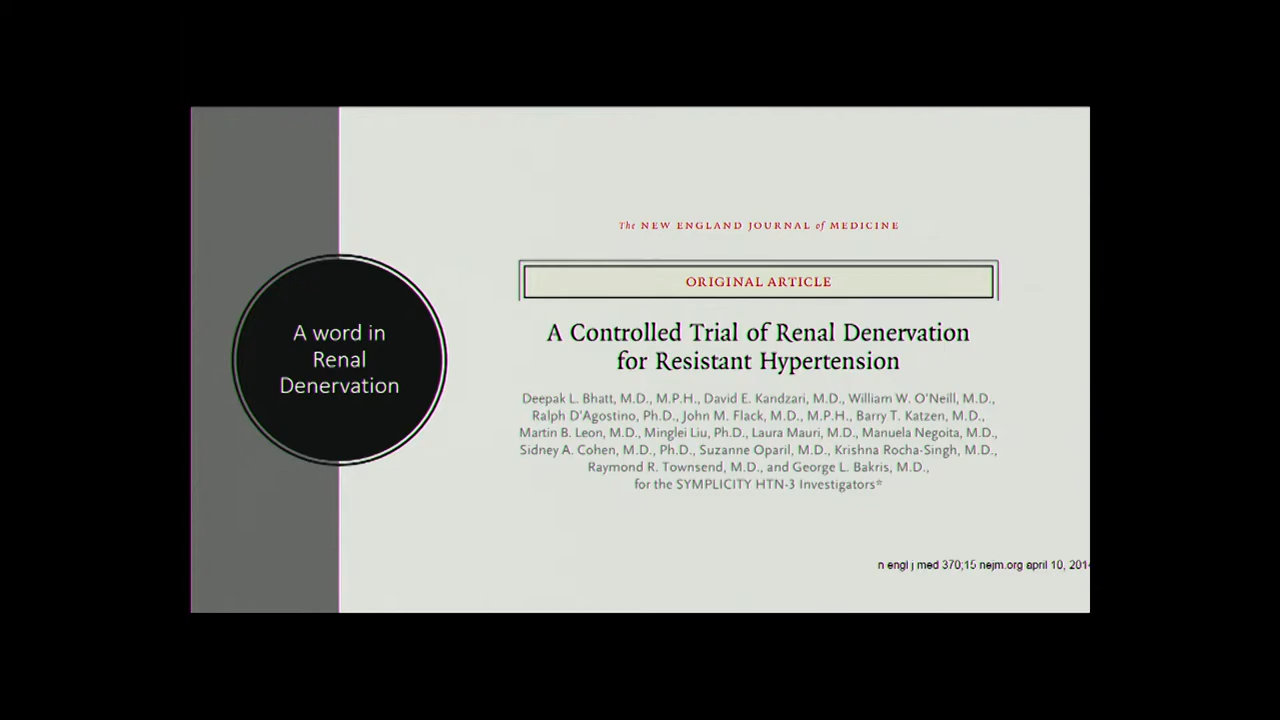 A word in
Renal
Denervation
The NEW ENGLAND JOURNAL of MEDICINE
ORIGINAL ARTICLE
A Controlled Trial of Renal Denervation
for Resistant Hypertension
Deepak L. Bhatt, M.D., M.P.H., David E. Kandzari, M.D., William W. O'Neill, M.D.,
Ralph D'Agostino, Ph.D., John M. Flack, M.D., M.P.H., Barry T. Katzen, M.D.,
Martin B. Leon, M.D., Minglei Liu, Ph.D., Laura Mauri, M.D., Manuela Negoita, M.D.,
Sidney A. Cohen, M.D., Ph.D., Suzanne Oparil, M.D., Krishna Rocha-Singh, M.D.,
Raymond R. Townsend, M.D., and George L. Bakris, M.D.,
for the SYMPLICITY HTN-3 Investigators*
n engl j med 370;15 nejm.org april 10, 2014